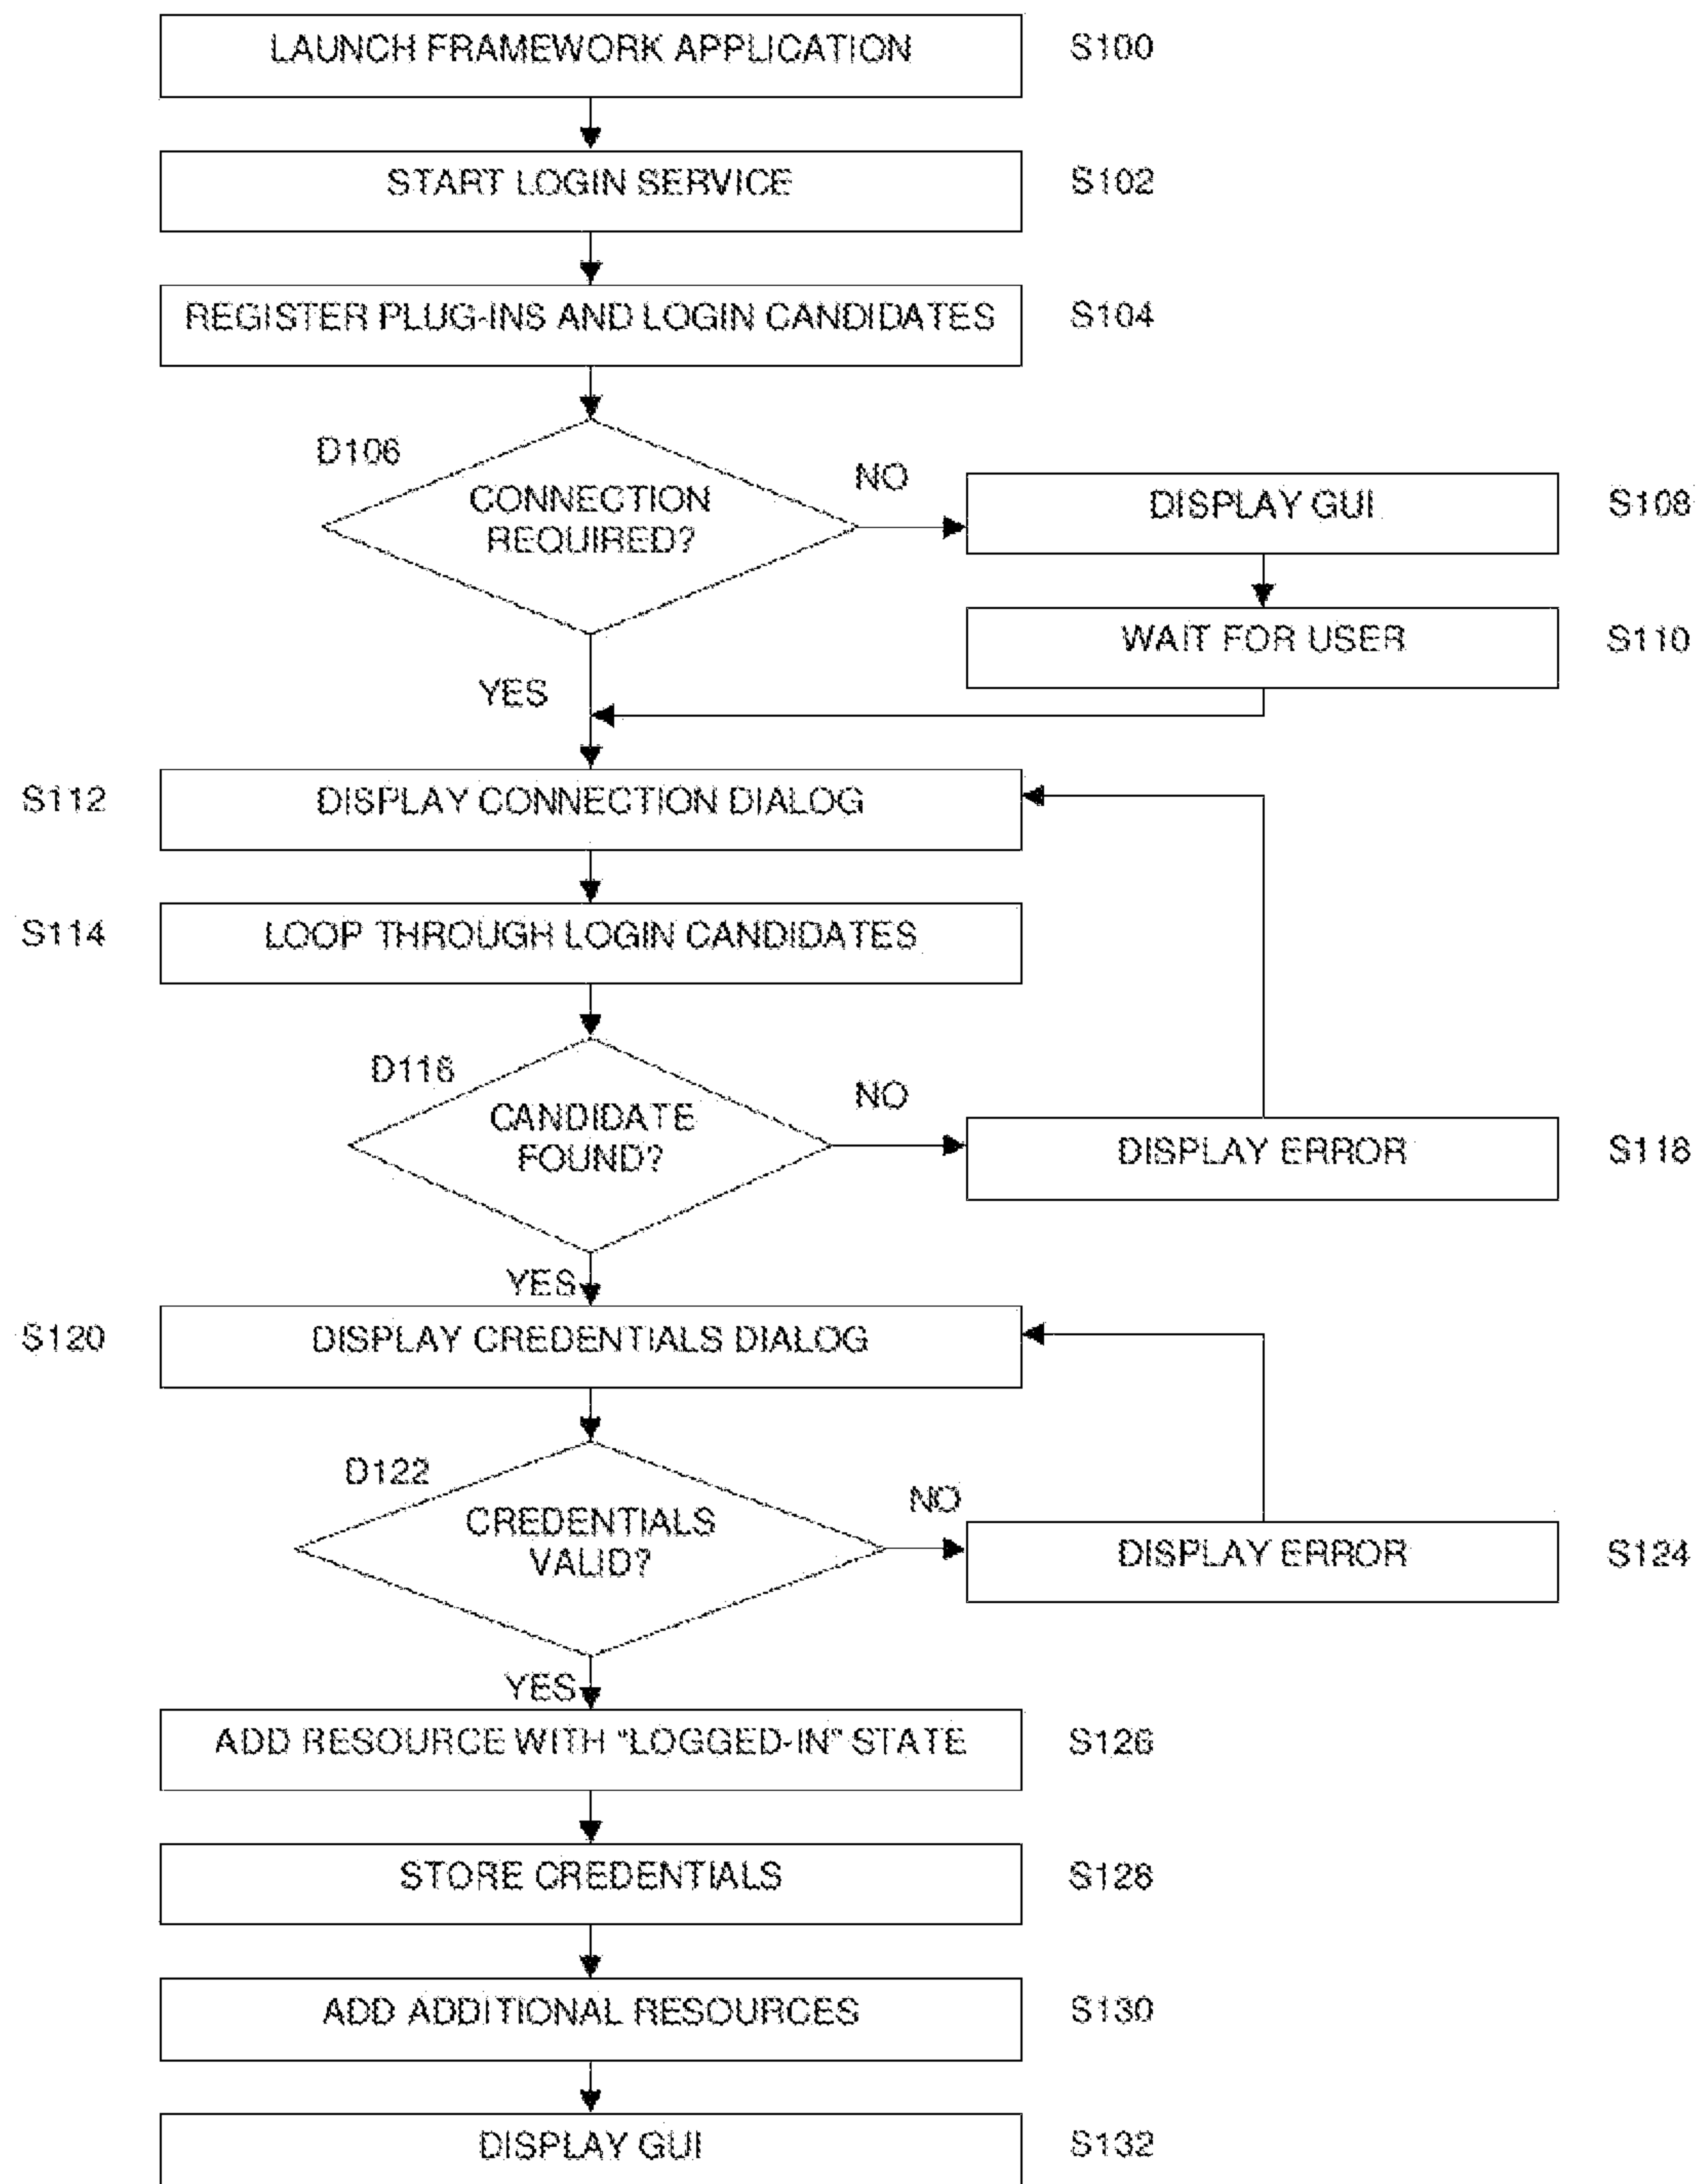 LAUNCH FRAMEWORK APPLICATION
S100
START LOGIN SERVICE
S102
REGISTER PLUG-INS AND LOGIN CANDIDATES
S104
D106
CONNECTION
REQUIRED?
NO
DISPLAY GUI
S108
WAIT FOR USER
S110
YES
S112
DISPLAY CONNECTION DIALOG
S114
LOOP THROUGH LOGIN CANDIDATES
D116
CANDIDATE
FOUND?
NO
DISPLAY ERROR
S118
YES
S120
DISPLAY CREDENTIALS DIALOG
D122
CREDENTIALS
VALID?
NO
DISPLAY ERROR
S124
YES
ADD RESOURCE WITH "LOGGED-IN" STATE
S126
STORE CREDENTIALS
S128
ADD ADDITIONAL RESOURCES
S130
DISPLAY GUI
S132